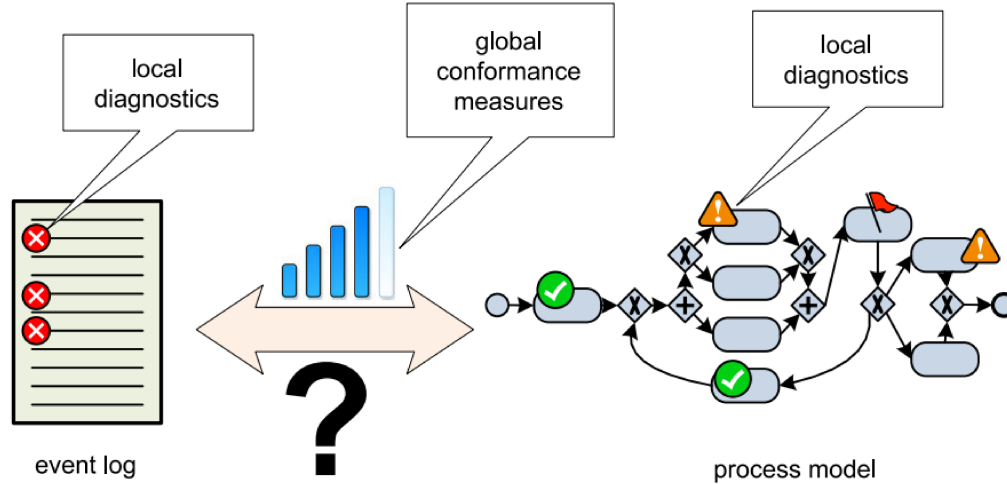 local
diagnostics
global
conformance
measures
local
diagnostics
?
event log
process model